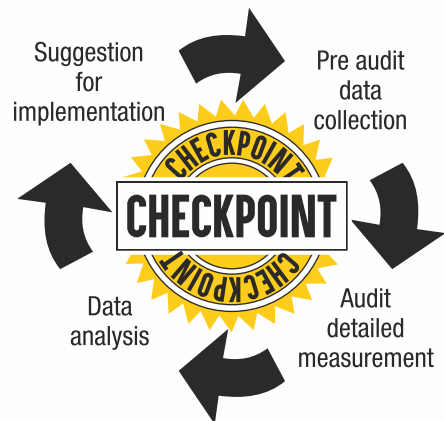 Suggestion
for
implementation
Pre audit
data
collection
CHECKPOINT
CHECKPOINT
CHECKPOINT
Data
analysis
Audit
detailed
measurement